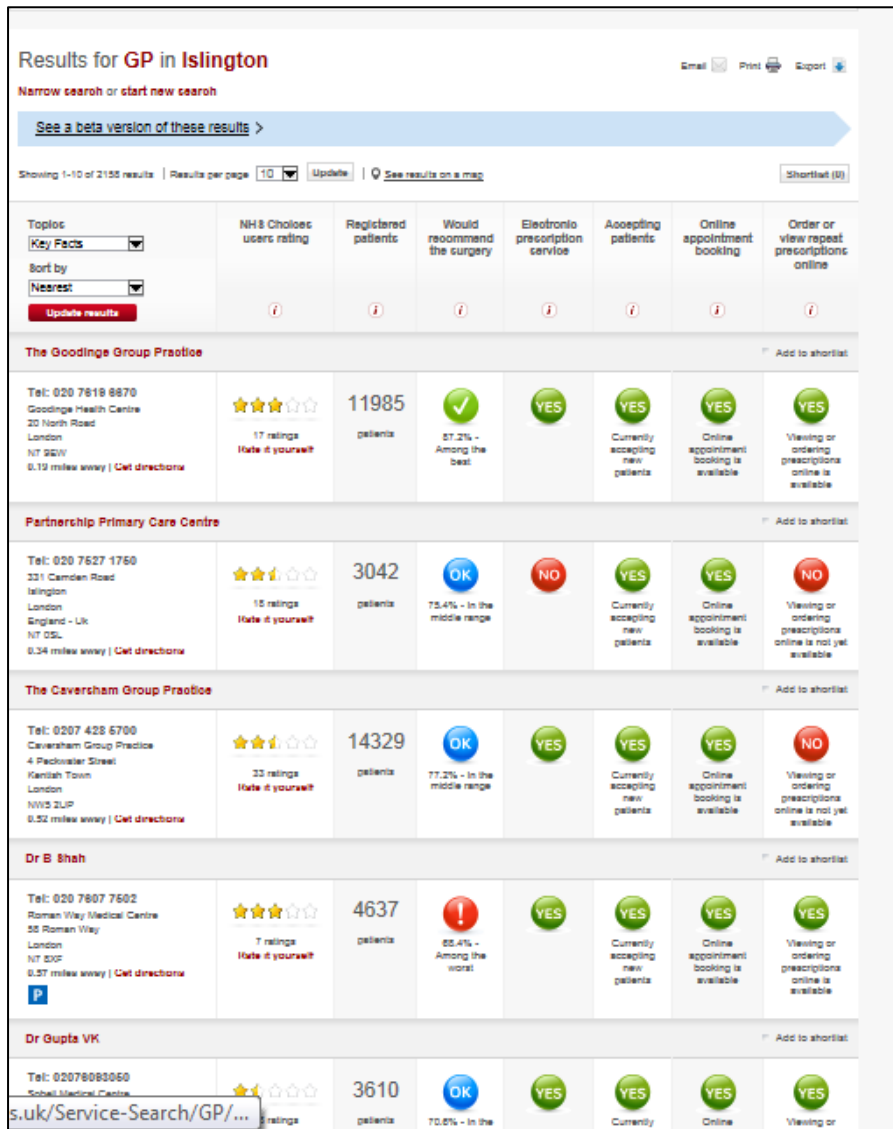 Results for GP in Islington
Email Print Export
Narrow search or start new search
See a beta version of these results >
Showing 1-10 of 2158 results | Results per page 10 Update | See results on a map Shortlist (0)
Topics
Key Facts
Sort by
Nearest
Update results
NHS Choices
users rating
Registered
patients
Would
recommend
the surgery
Electronic
prescription
service
Accepting
patients
Online
appointment
booking
Order or
view repeat
prescriptions
online
i i i i i i i
The Goodinge Group Practice Add to shortlist
Tel: 020 7619 6670
Goodinge Health Centre
20 North Road
London
N7 9EW
0.19 miles away | Get directions
17 ratings
Rate it yourself
11985
patients
87.2% -
Among the
best
YES
YES
Currently
accepting
new
patients
YES
Online
appointment
booking is
available
YES
Viewing or
ordering
prescriptions
online is
available
Partnership Primary Care Centre Add to shortlist
Tel: 020 7527 1750
331 Camden Road
Islington
London
England - Uk
N7 0SL
0.34 miles away | Get directions
15 ratings
Rate it yourself
3042
patients
OK
75.4% - In the
middle range
NO
YES
Currently
accepting
new
patients
YES
Online
appointment
booking is
available
NO
Viewing or
ordering
prescriptions
online is not yet
available
The Caversham Group Practice Add to shortlist
Tel: 0207 428 5700
Caversham Group Practice
4 Peckwater Street
Kentish Town
London
NW5 2UP
0.52 miles away | Get directions
33 ratings
Rate it yourself
14329
patients
OK
77.2% - In the
middle range
YES
YES
Currently
accepting
new
patients
YES
Online
appointment
booking is
available
NO
Viewing or
ordering
prescriptions
online is not yet
available
Dr B Shah Add to shortlist
Tel: 020 7607 7502
Roman Way Medical Centre
58 Roman Way
London
N7 8XF
0.57 miles away | Get directions
P
7 ratings
Rate it yourself
4637
patients
!
Among the
worst
YES
YES
Currently
accepting
new
patients
YES
Online
appointment
booking is
available
YES
Viewing or
ordering
prescriptions
online is
available
Dr Gupta VK Add to shortlist
Tel: 02076093050
Sobell Medical Centre
s.uk/Service-Search/GP/...
ratings
3610
patients
OK
70.8% - In the
YES
YES
Currently
YES
Online
YES
Viewing or